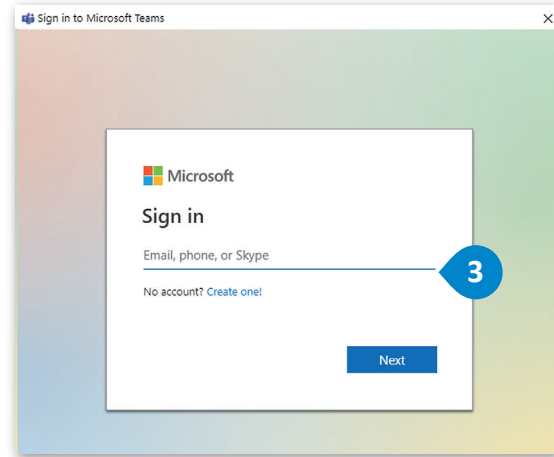 Sign in to Microsoft Teams
Microsoft
Sign in
Email, phone, or Skype
3
No account? Create one!
Next